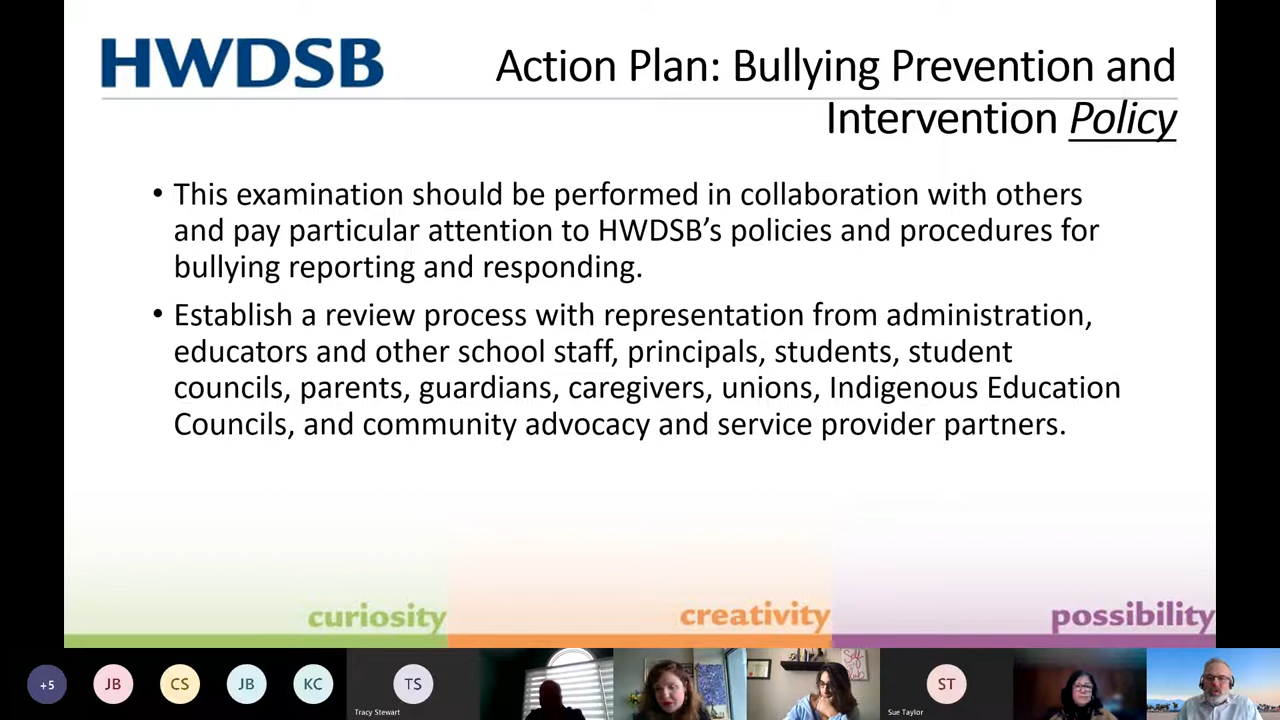 HWDSB
Action Plan: Bullying Prevention and
Intervention Policy
• This examination should be performed in collaboration with others
and pay particular attention to HWDSB’s policies and procedures for
bullying reporting and responding.
• Establish a review process with representation from administration,
educators and other school staff, principals, students, student
councils, parents, guardians, caregivers, unions, Indigenous Education
Councils, and community advocacy and service provider partners.
curiosity
creativity
possibility
+5
JB
CS
JB
KC
TS
Tracy Stewart
ST
Sue Taylor